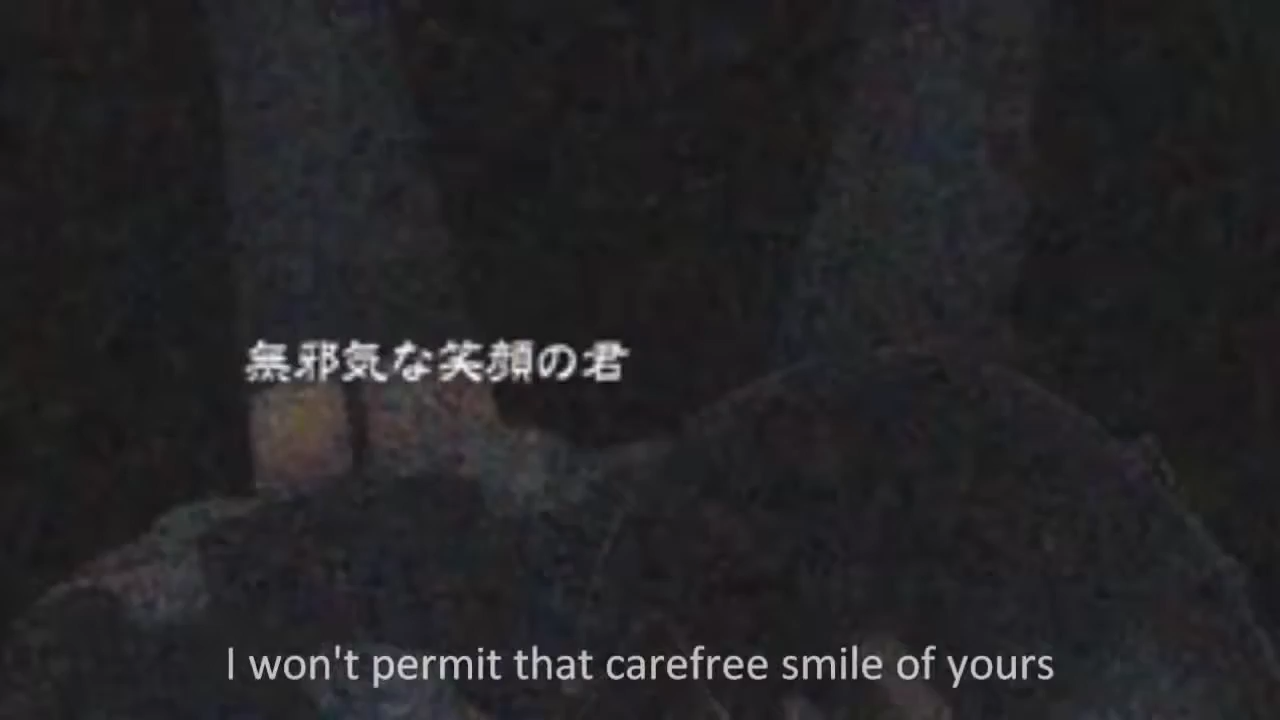 無邪気な笑顔の君
I won't permit that carefree smile of yours